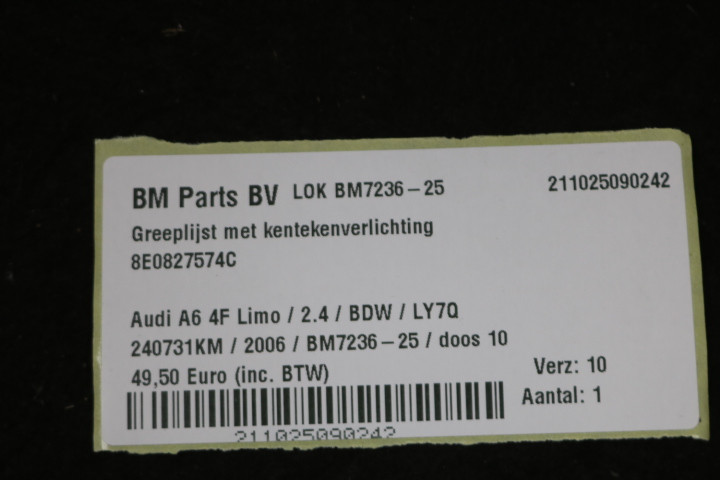 BM Parts BV LOK BM7236-25 211025090242
Greeplijst met kentekenverlichting
8E0827574C
Audi A6 4F Limo / 2.4 / BDW / LY7Q
240731KM / 2006 / BM7236-25 / doos 10
49,50 Euro (inc. BTW) Verz: 10
Aantal: 1
211025090242